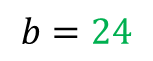 b = 24